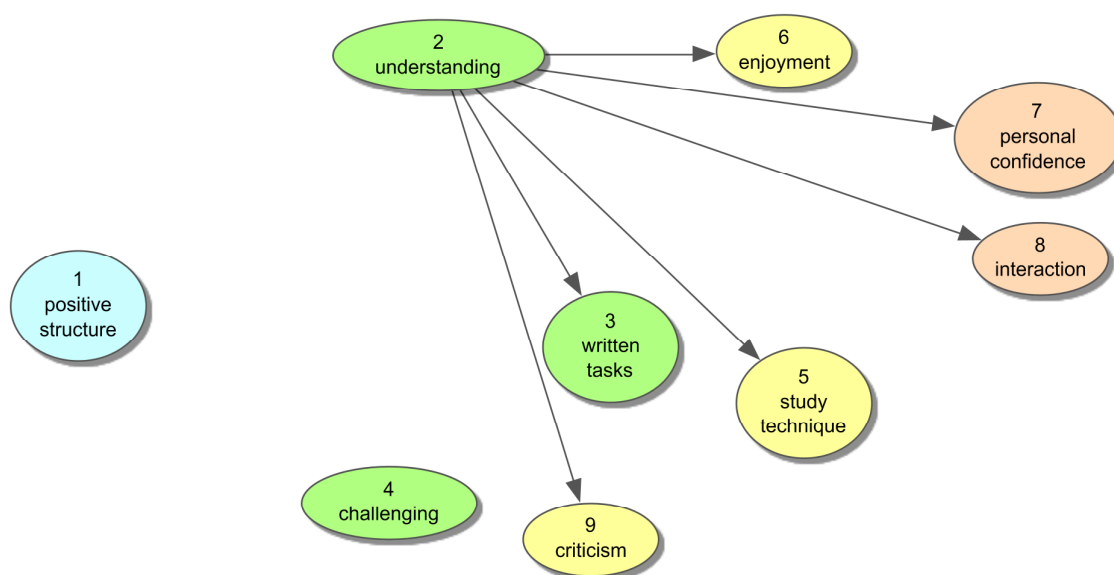 2
understanding
6
enjoyment
7
personal
confidence
8
interaction
1
positive
structure
3
written
tasks
5
study
technique
4
challenging
9
criticism